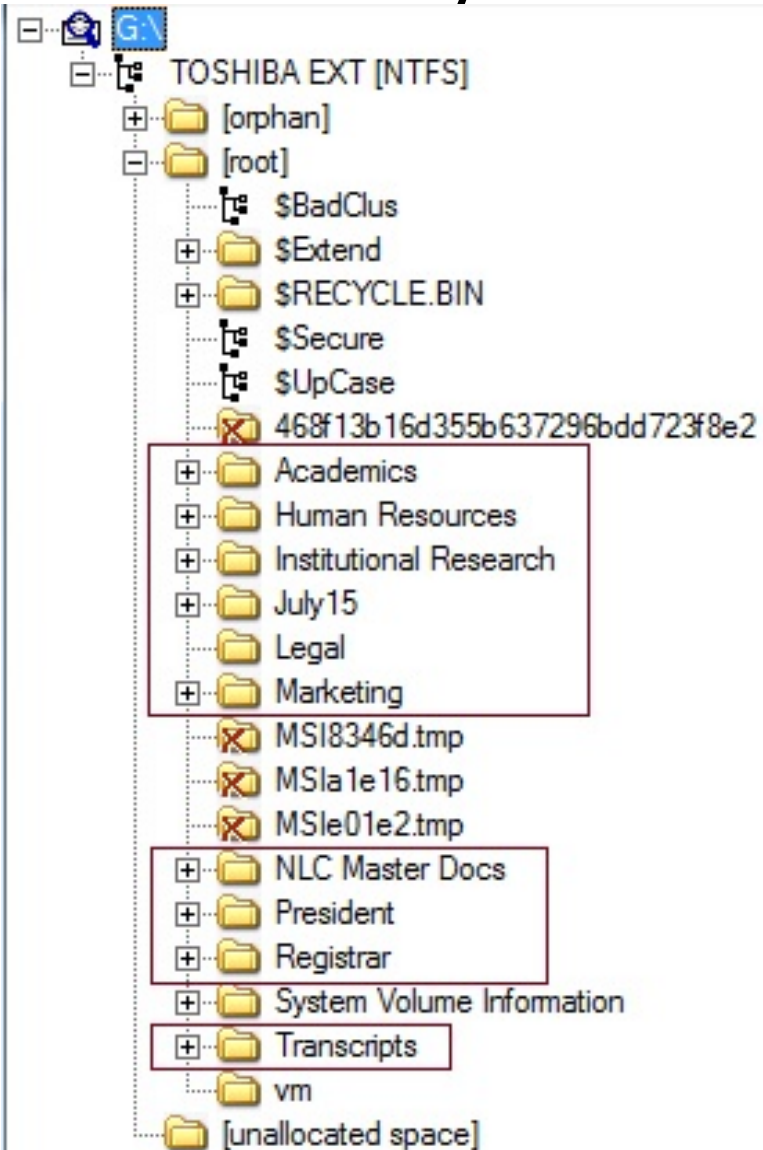 G:\
TOSHIBA EXT [NTFS]
[orphan]
[root]
$BadClus
$Extend
$RECYCLE.BIN
$Secure
$UpCase
468f13b16d355b637296bdd723f8e2
Academics
Human Resources
Institutional Research
July15
Legal
Marketing
MSI8346d.tmp
MSIa1e16.tmp
MSIe01e2.tmp
NLC Master Docs
President
Registrar
System Volume Information
Transcripts
vm
[unallocated space]